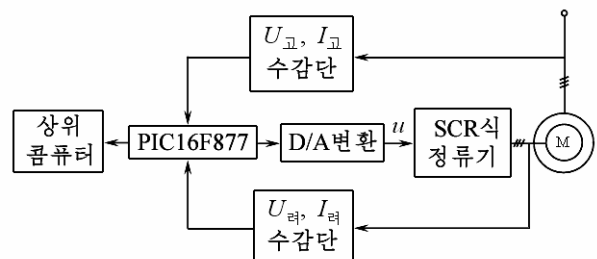 U고, I고
수감단
상위
콤퓨터
PIC16F877
D/A변환
u
SCR식
정류기
M
U려, I려
수감단